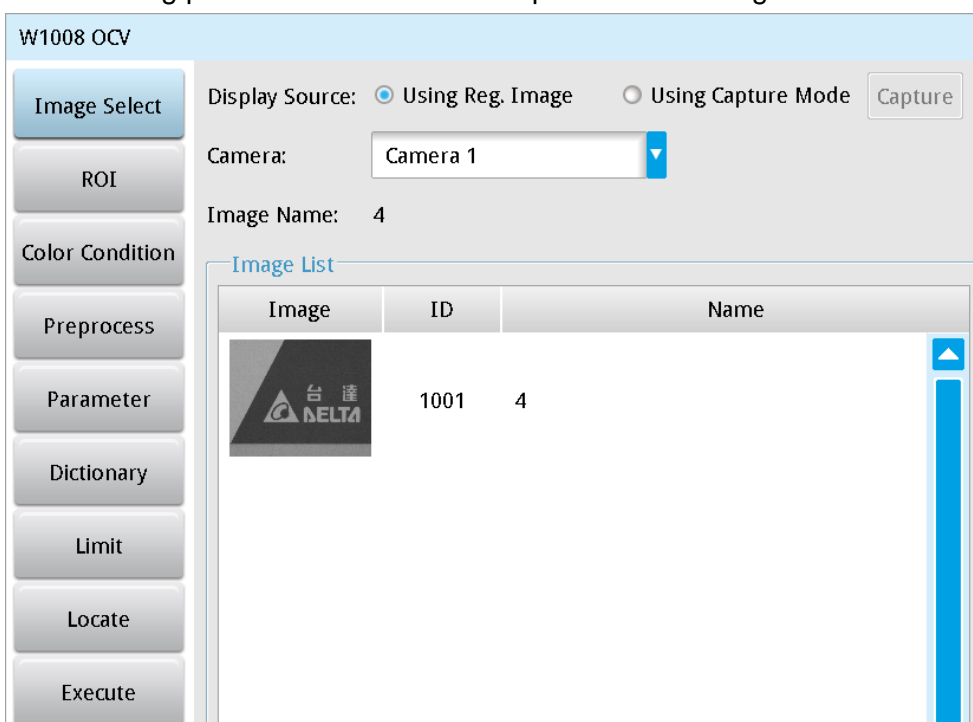 W1008 OCV
Image Select
Display Source: Using Reg. Image Using Capture Mode Capture
Camera: Camera 1
ROI
Image Name: 4
Color Condition
Image List
Image ID Name
Preprocess
台達
DELTA
1001 4
Parameter
Dictionary
Limit
Locate
Execute